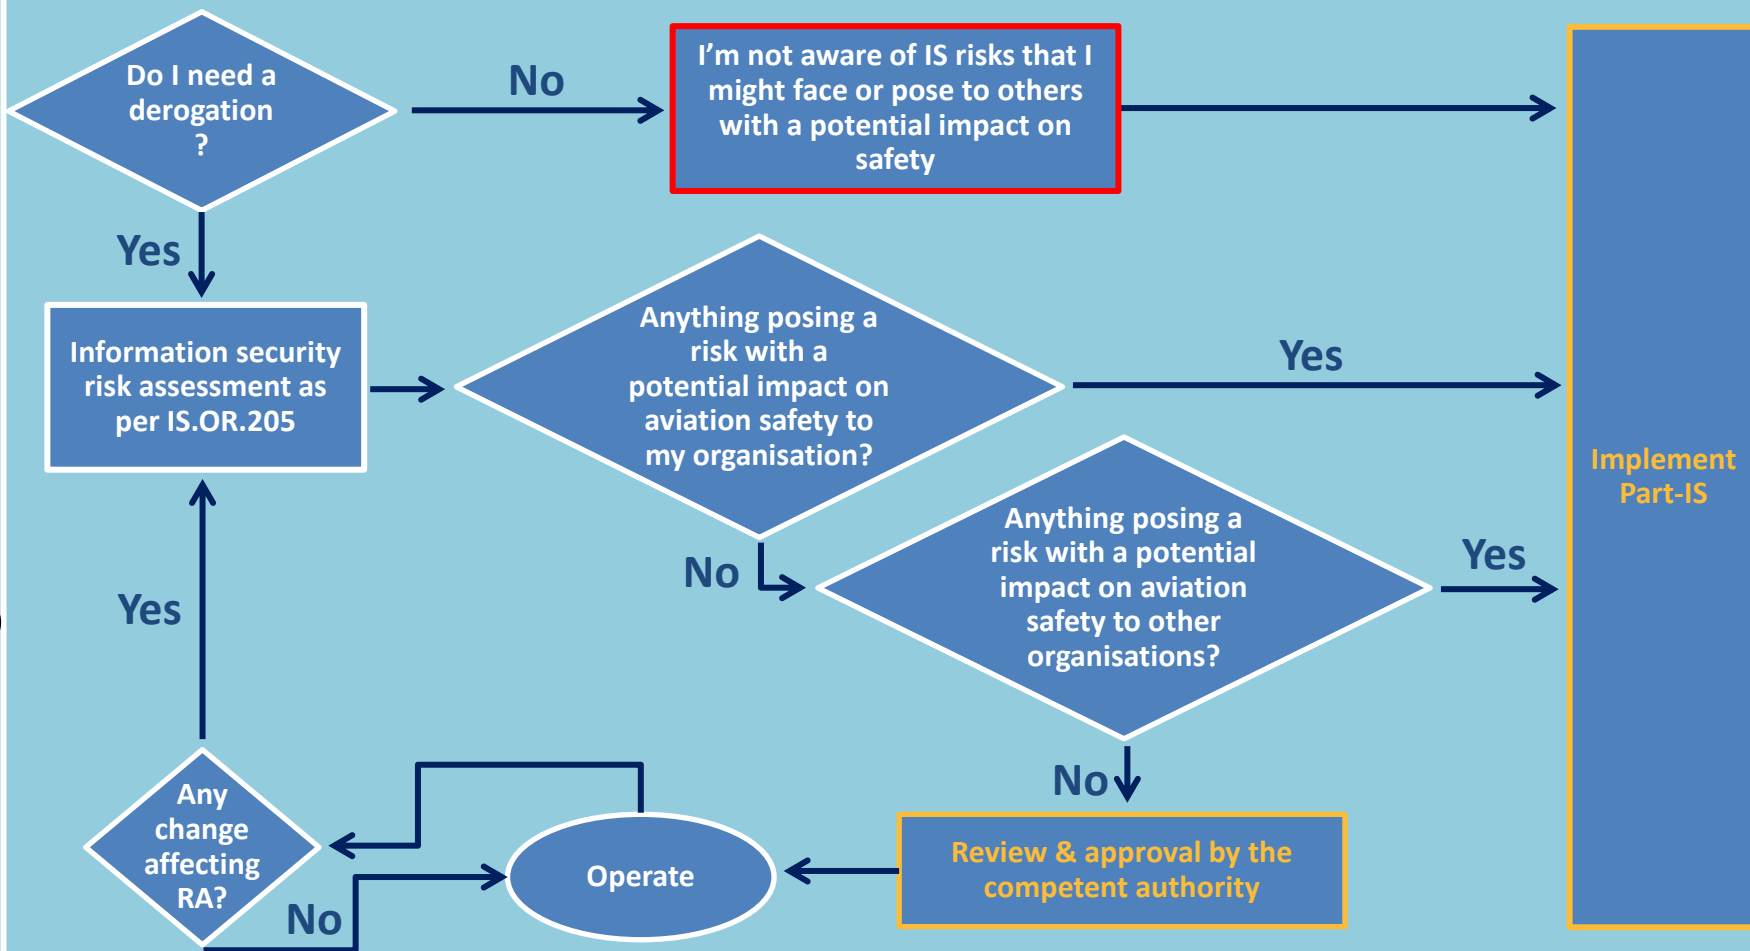 Do I need a
derogation
?
No
I’m not aware of IS risks that I
might face or pose to others
with a potential impact on
safety
Yes
Information security
risk assessment as
per IS.OR.205
Anything posing a
risk with a
potential impact on
aviation safety to
my organisation?
Yes
No
Anything posing a
risk with a potential
impact on aviation
safety to other
organisations?
Yes
Implement
Part-IS
No
Review & approval by the
competent authority
Operate
Any
change
affecting
RA?
Yes
No